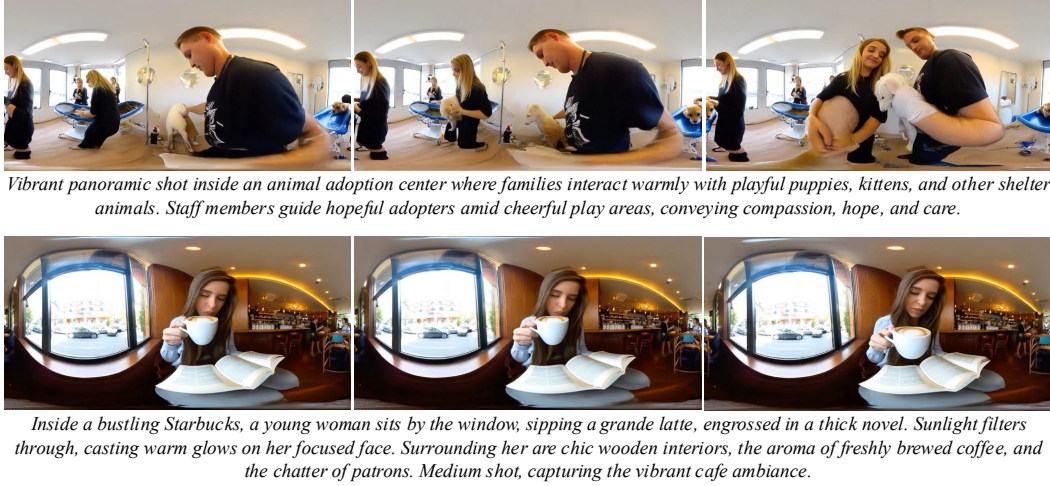 Vibrant panoramic shot inside an animal adoption center where families interact warmly with playful puppies, kittens, and other shelter
animals. Staff members guide hopeful adopters amid cheerful play areas, conveying compassion, hope, and care.
Inside a bustling Starbucks, a young woman sits by the window, sipping a grande latte, engrossed in a thick novel. Sunlight filters
through, casting warm glows on her focused face. Surrounding her are chic wooden interiors, the aroma of freshly brewed coffee, and
the chatter of patrons. Medium shot, capturing the vibrant cafe ambiance.